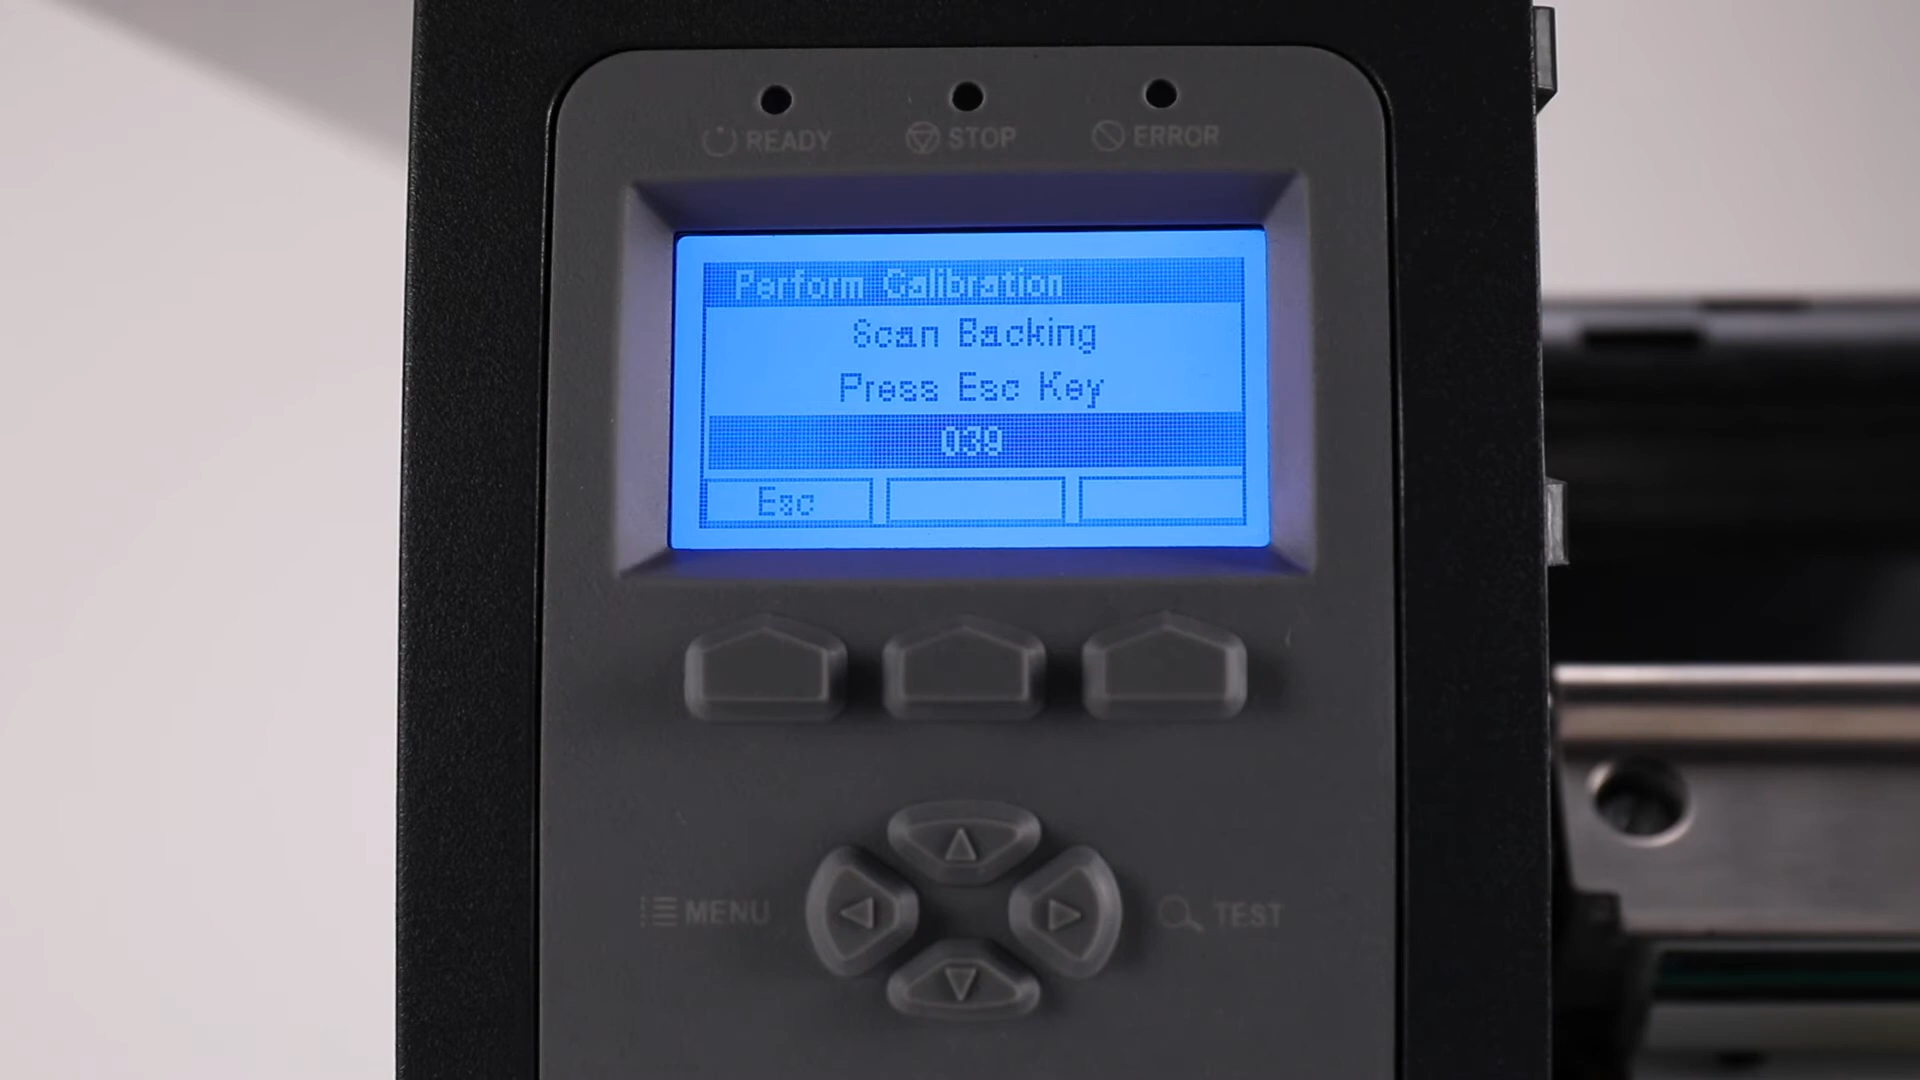 READY STOP ERROR
Perform Calibration
Scan Backing
Press Esc Key
039
Esc
MENU TEST